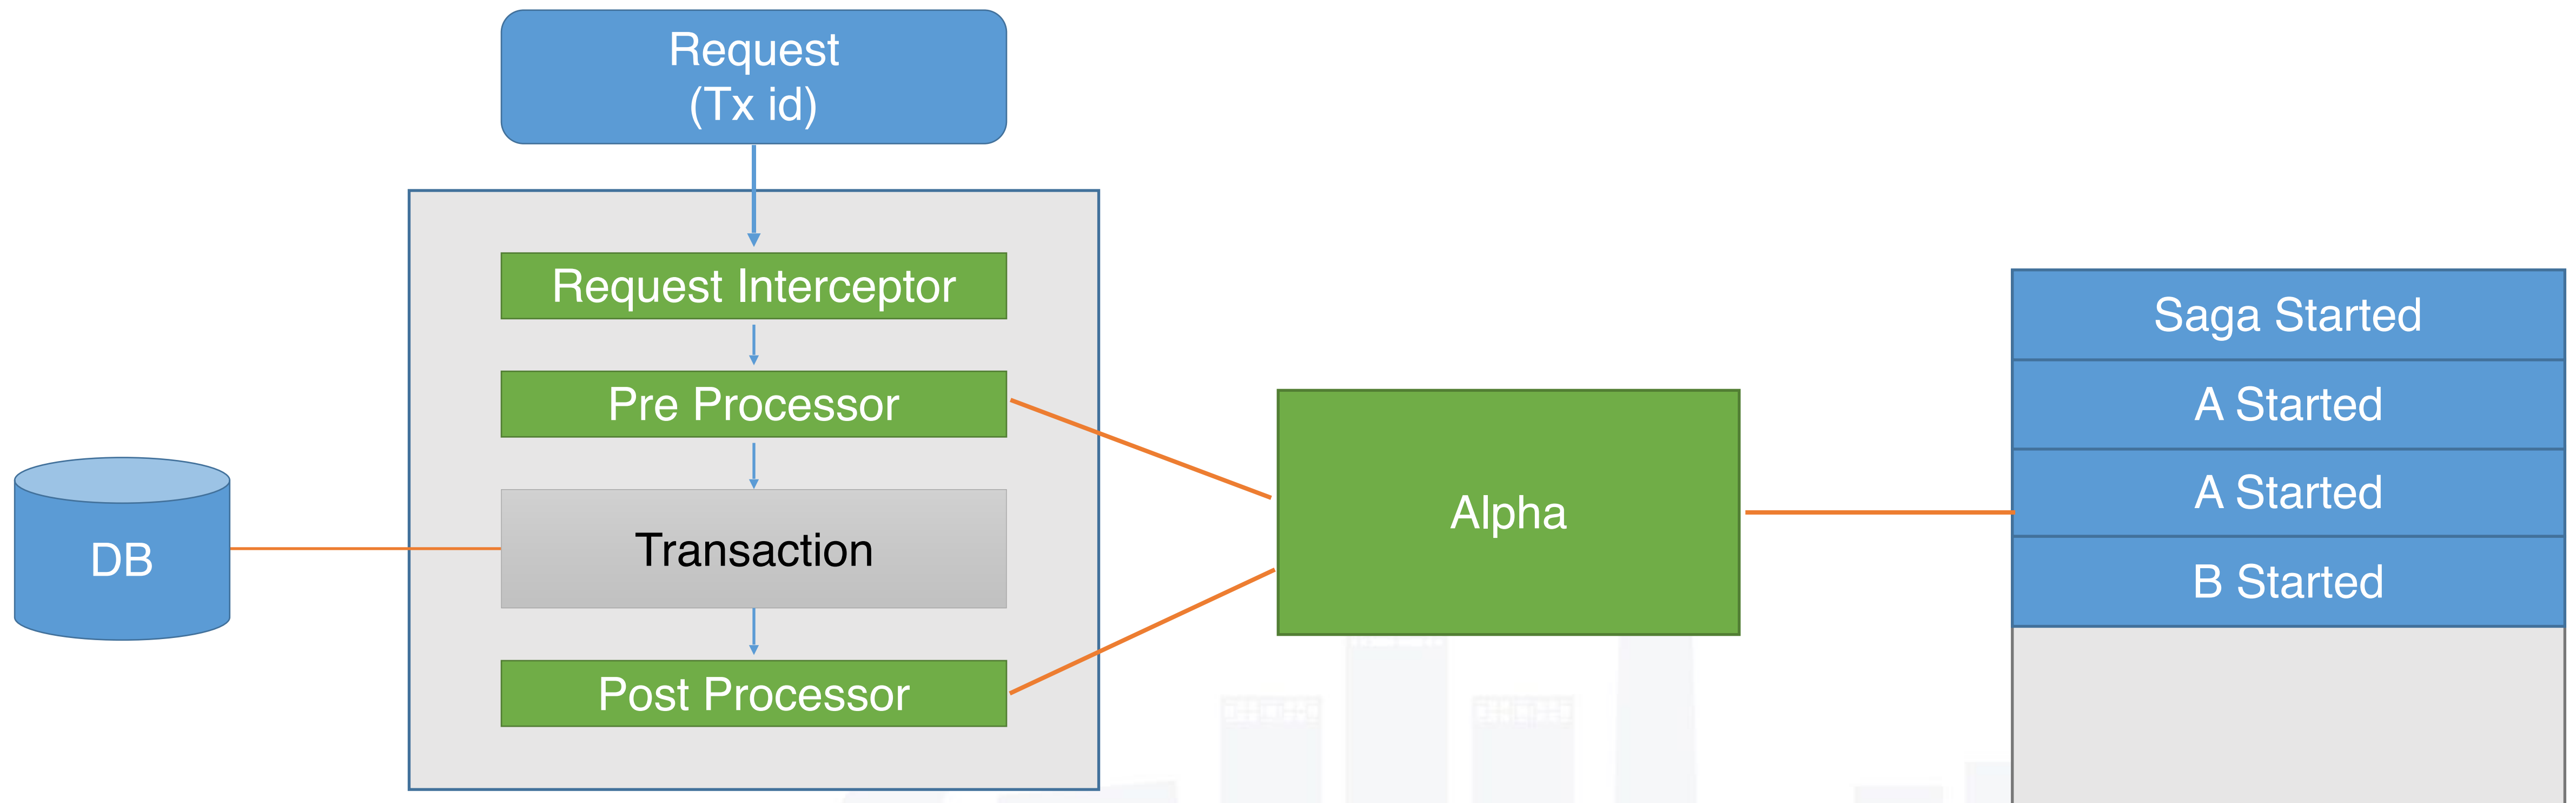 Request
(Tx id)
Request Interceptor
Pre Processor
Transaction
Post Processor
DB
Alpha
Saga Started
A Started
A Started
B Started